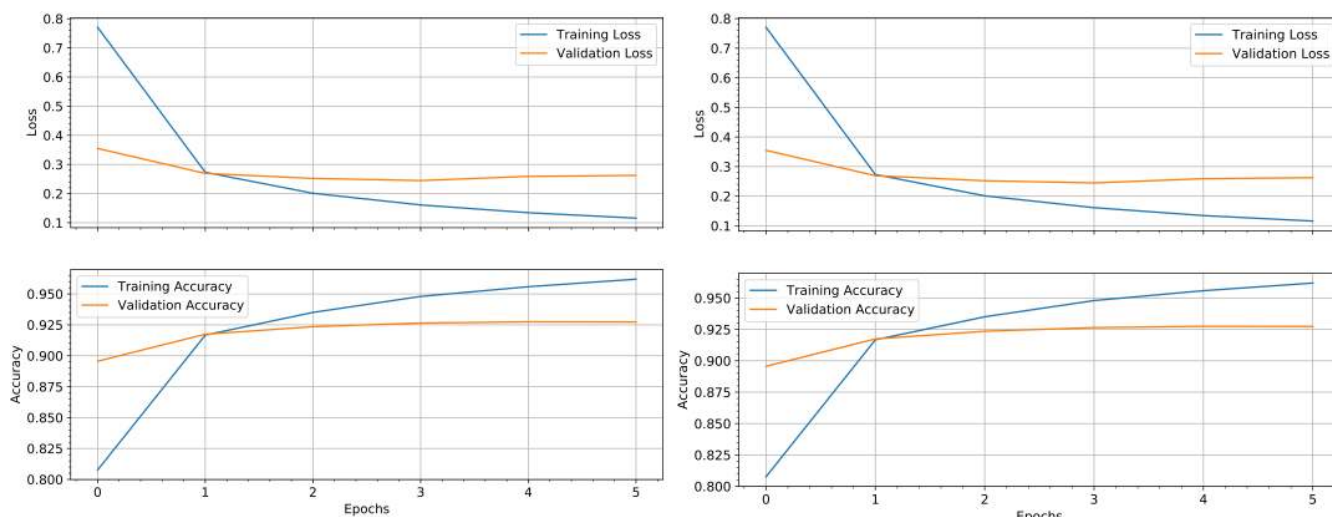 0.8
0.7
0.6
0.5
0.4
0.3
0.2
0.1
Loss
Training Loss
Validation Loss
0.950
0.925
0.900
0.875
0.850
0.825
0.800
Accuracy
Training Accuracy
Validation Accuracy
0 1 2 3 4 5
Epochs
0.8
0.7
0.6
0.5
0.4
0.3
0.2
0.1
Loss
Training Loss
Validation Loss
0.950
0.925
0.900
0.875
0.850
0.825
0.800
Accuracy
Training Accuracy
Validation Accuracy
0 1 2 3 4 5
Epochs